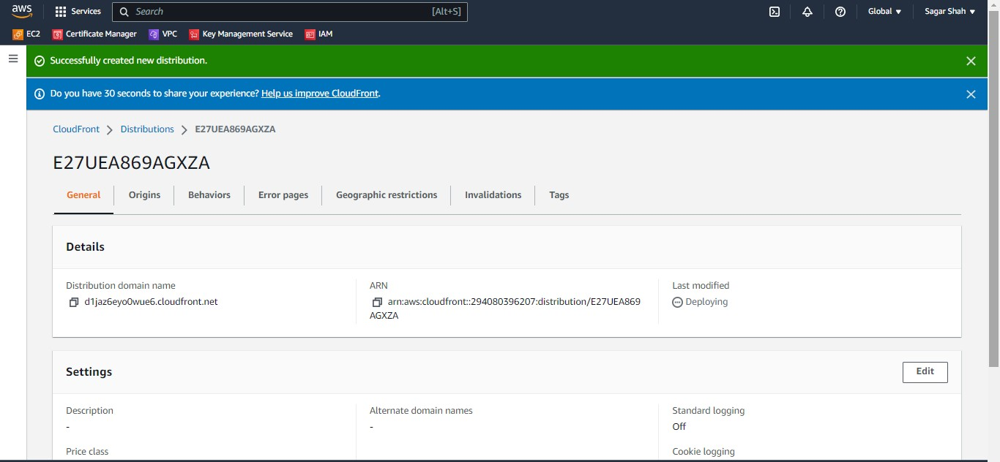 aws
Services
Search
[Alt+S]
Global
Sagar Shah
EC2
Certificate Manager
VPC
Key Management Service
IAM
Successfully created new distribution.
Do you have 30 seconds to share your experience? Help us improve CloudFront.
CloudFront
Distributions
E27UEA869AGXZA
E27UEA869AGXZA
General
Origins
Behaviors
Error pages
Geographic restrictions
Invalidations
Tags
Details
Distribution domain name
d1jaz6eyo0wue6.cloudfront.net
ARN
arn:aws:cloudfront::294080396207:distribution/E27UEA869
AGXZA
Last modified
Deploying
Settings
Edit
Description
-
Alternate domain names
-
Standard logging
Off
Price class
Cookie logging